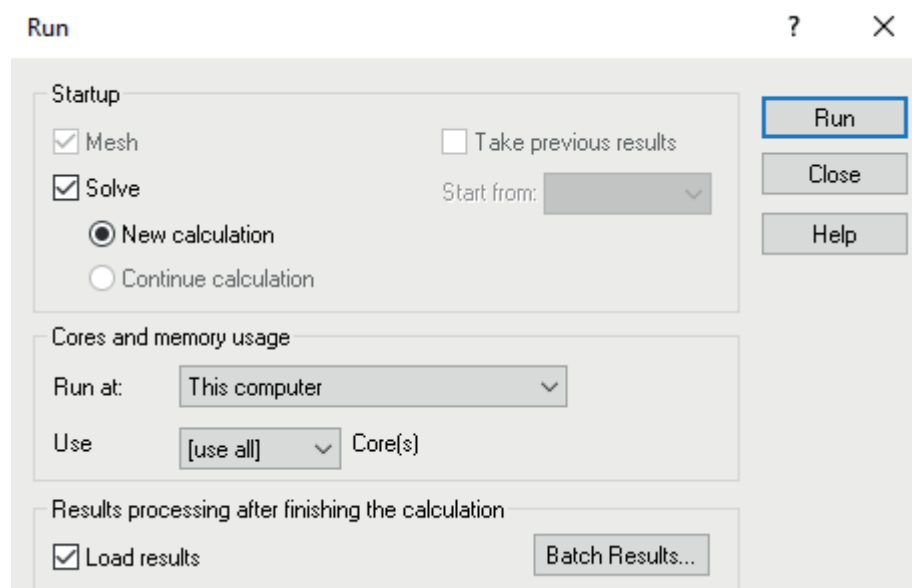 Run ?
Startup
Mesh
Take previous results
Solve
Start from:
New calculation
Continue calculation
Run
Close
Help
Cores and memory usage
Run at: This computer
Use [use all] Core(s)
Results processing after finishing the calculation
Load results
Batch Results...